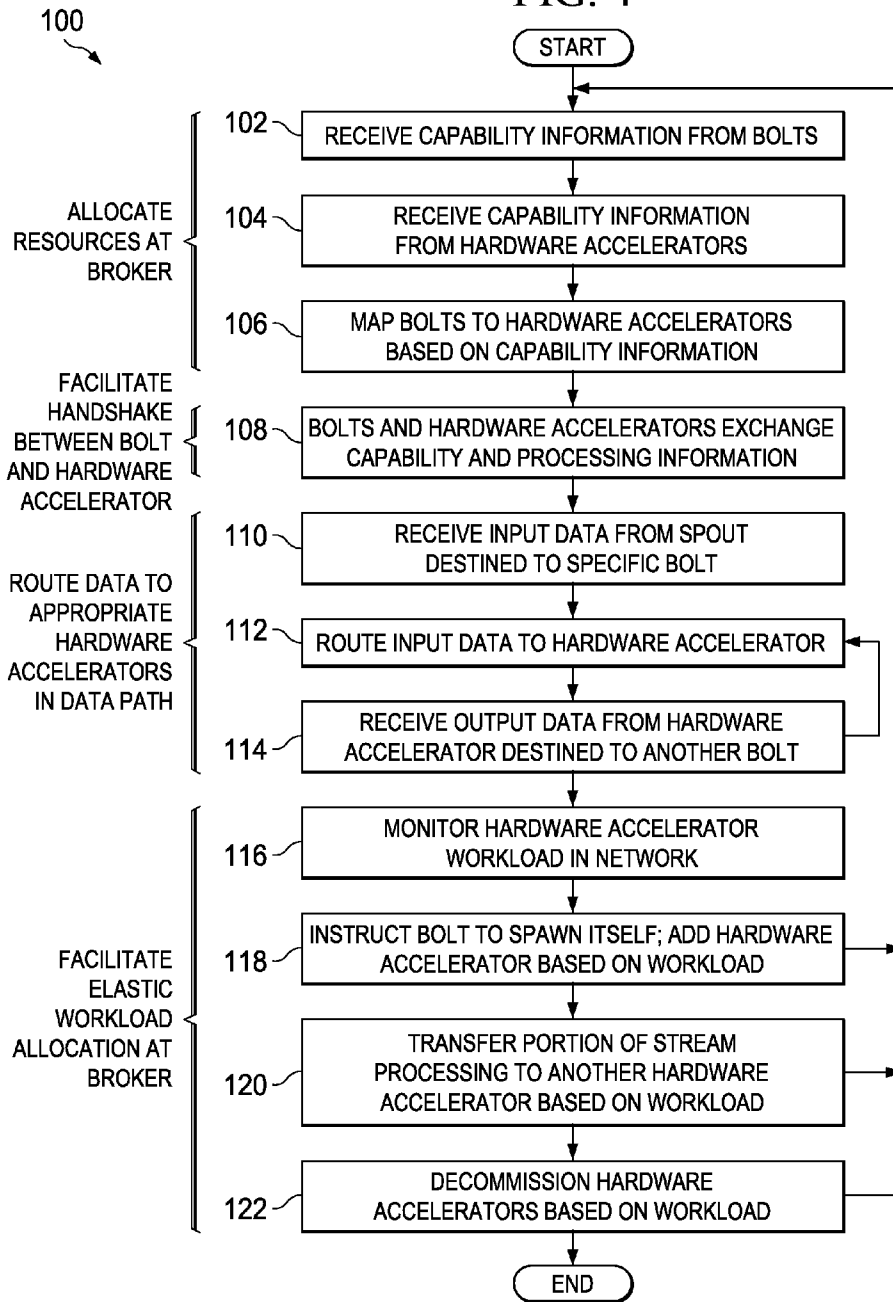 FIG. 4
100
START
ALLOCATE
RESOURCES AT
BROKER
102
RECEIVE CAPABILITY INFORMATION FROM BOLTS
104
RECEIVE CAPABILITY INFORMATION
FROM HARDWARE ACCELERATORS
106
MAP BOLTS TO HARDWARE ACCELERATORS
BASED ON CAPABILITY INFORMATION
FACILITATE
HANDSHAKE
BETWEEN BOLT
AND HARDWARE
ACCELERATOR
108
BOLTS AND HARDWARE ACCELERATORS EXCHANGE
CAPABILITY AND PROCESSING INFORMATION
ROUTE DATA TO
APPROPRIATE
HARDWARE
ACCELERATORS
IN DATA PATH
110
RECEIVE INPUT DATA FROM SPOUT
DESTINED TO SPECIFIC BOLT
112
ROUTE INPUT DATA TO HARDWARE ACCELERATOR
114
RECEIVE OUTPUT DATA FROM HARDWARE
ACCELERATOR DESTINED TO ANOTHER BOLT
FACILITATE
ELASTIC
WORKLOAD
ALLOCATION AT
BROKER
116
MONITOR HARDWARE ACCELERATOR
WORKLOAD IN NETWORK
118
INSTRUCT BOLT TO SPAWN ITSELF; ADD HARDWARE
ACCELERATOR BASED ON WORKLOAD
120
TRANSFER PORTION OF STREAM
PROCESSING TO ANOTHER HARDWARE
ACCELERATOR BASED ON WORKLOAD
122
DECOMMISSION HARDWARE
ACCELERATORS BASED ON WORKLOAD
END